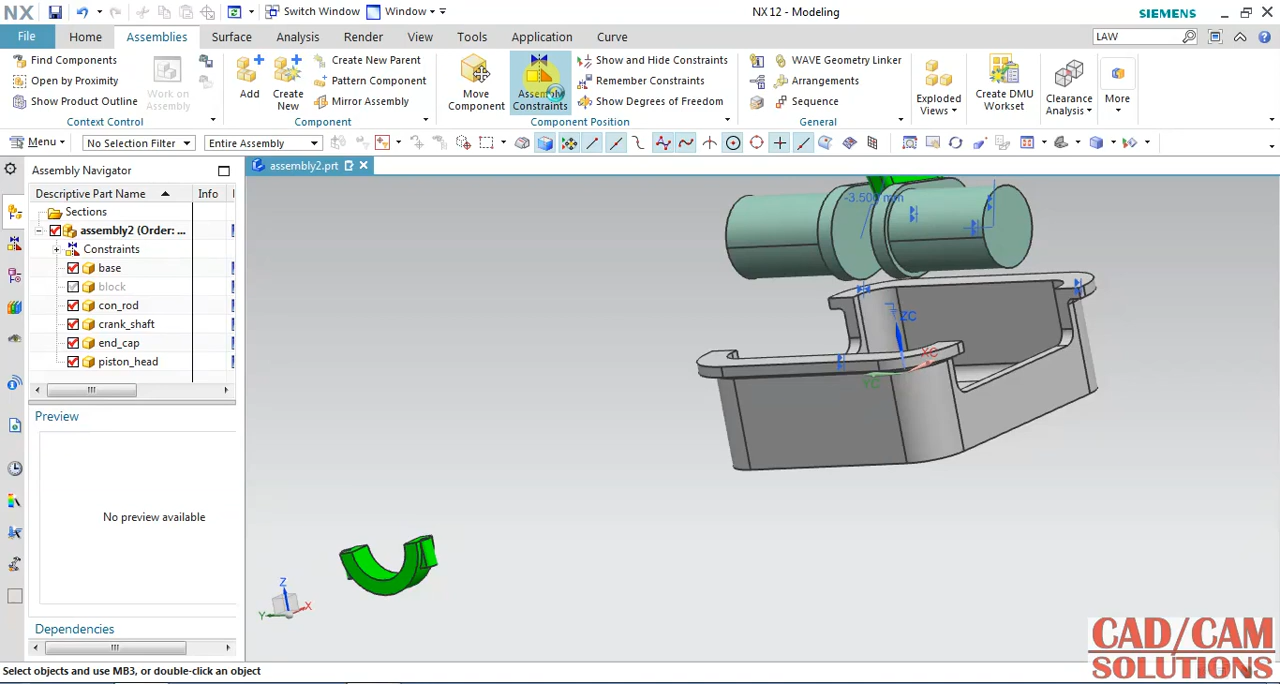 NX
Switch Window
Window
NX 12 - Modeling
SIEMENS
File
Home
Assemblies
Surface
Analysis
Render
View
Tools
Application
Curve
LAW
Find Components
Open by Proximity
Show Product Outline
Work on Assembly
Context Control
Add
Create New
Create New Parent
Pattern Component
Mirror Assembly
Component
Move Component
Assembly Constraints
Show and Hide Constraints
Remember Constraints
Show Degrees of Freedom
Component Position
WAVE Geometry Linker
Arrangements
Sequence
General
Exploded Views
Create DMU Workset
Clearance Analysis
More
Menu
No Selection Filter
Entire Assembly
Assembly Navigator
assembly2.prt
Descriptive Part Name
Info
Sections
assembly2 (Order: ...
Constraints
base
block
con_rod
crank_shaft
end_cap
piston_head
Preview
No preview available
Dependencies
ZC
XC
YC
Z
Y
X
CAD/CAM
SOLUTIONS
Select objects and use MB3, or double-click an object